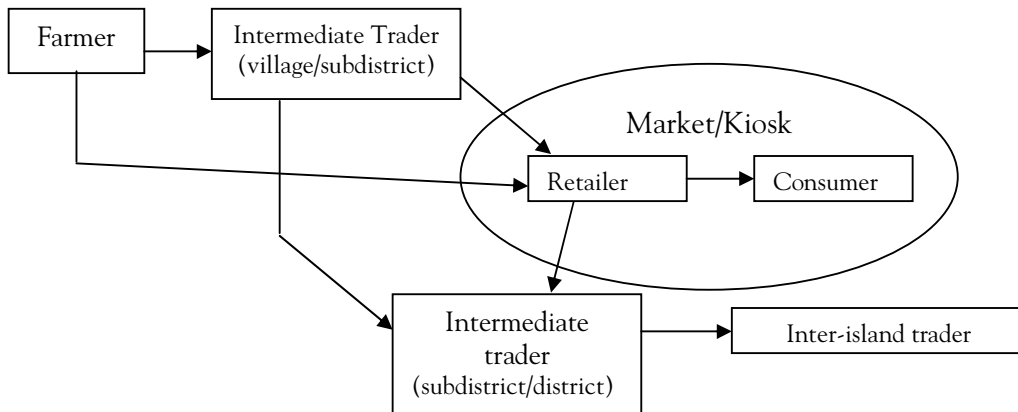 Farmer
Intermediate Trader
(village/subdistrict)
Market/Kiosk
Retailer
Consumer
Intermediate
trader
(subdistrict/district)
Inter-island trader